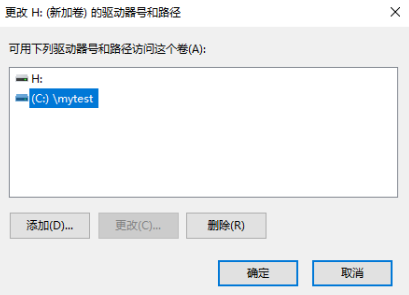 更改 H: (新加卷) 的驱动器号和路径
可用下列驱动器号和路径访问这个卷(A):
H:
(C:) \mytest
添加(D)... 更改(C)... 删除(R)
确定 取消